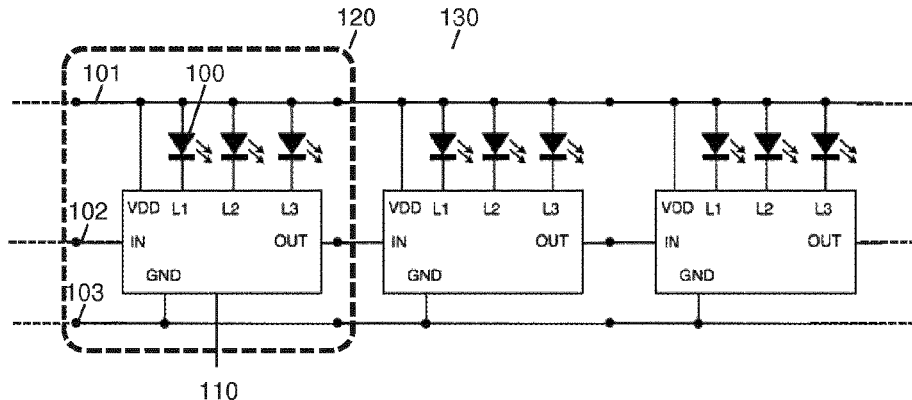 120 130
101 100
VDD L1 L2 L3 VDD L1 L2 L3 VDD L1 L2 L3
102
IN OUT IN OUT IN OUT
GND GND GND
103
110